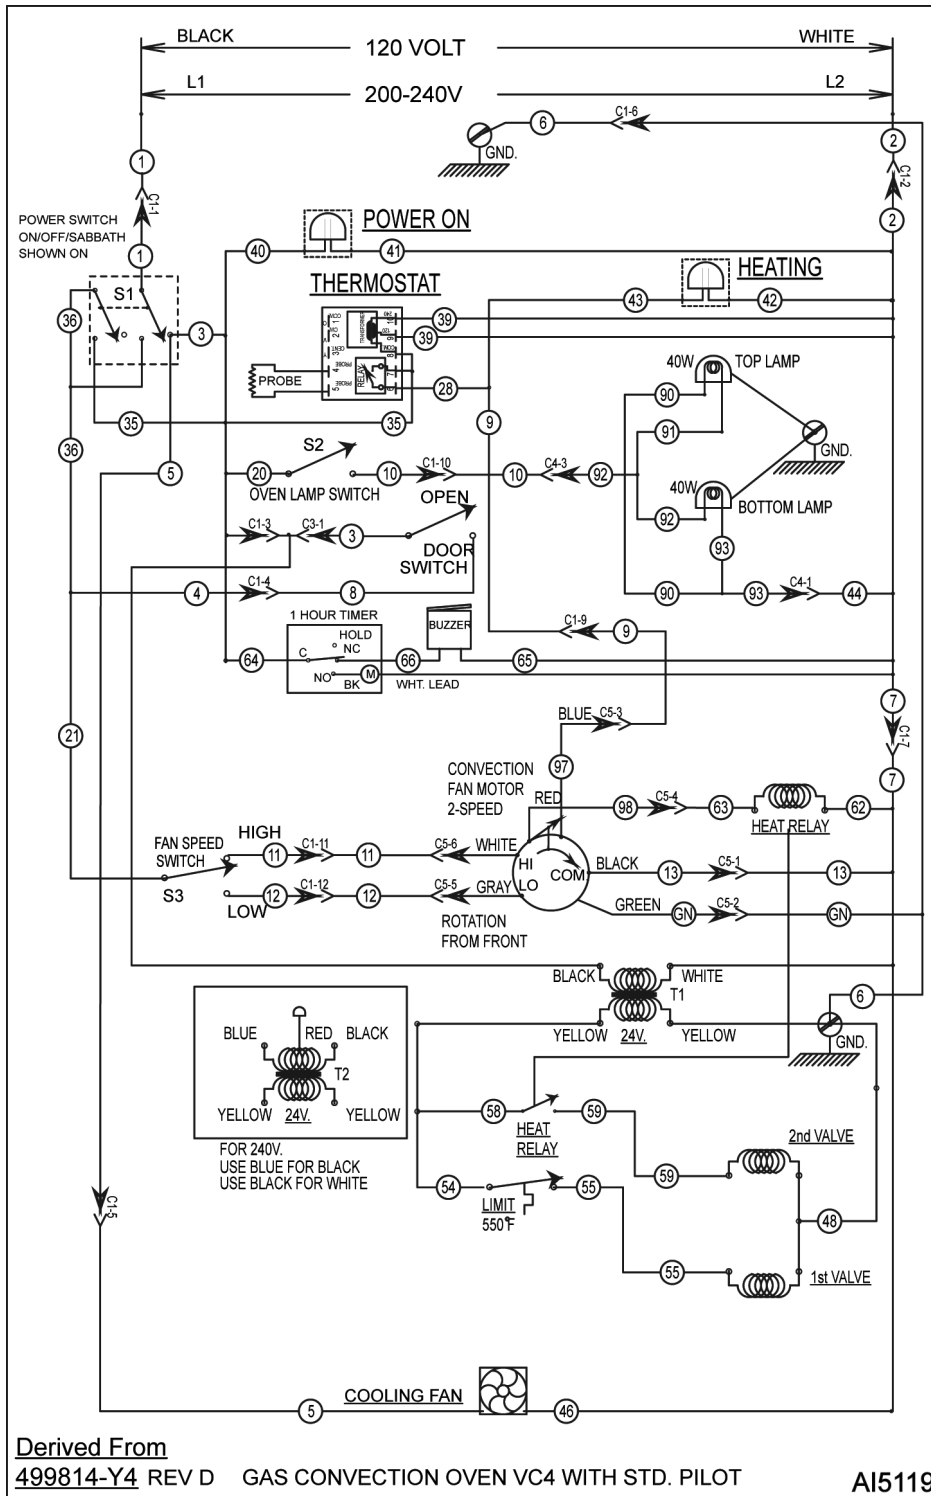 BLACK
120 VOLT
WHITE
L1
200-240V
L2
C1-6
6
GND.
2
1
C1-2
C1-1
2
POWER SWITCH
ON/OFF/SABBATH
SHOWN ON
1
POWER ON
40
41
HEATING
S1
THERMOSTAT
43
42
36
3
39
39
TRANSFORMER
COM
PROBE
PROBE
RELAY
PROBE
28
40W
TOP LAMP
90
9
91
35
35
GND.
36
S2
5
20
10
C1-10
10
C4-3
92
OVEN LAMP SWITCH
OPEN
40W
BOTTOM LAMP
92
C1-3
C3-1
3
DOOR
SWITCH
93
4
C1-4
8
90
93
C4-1
44
1 HOUR TIMER
BUZZER
C1-9
9
HOLD
NC
C
64
66
65
NO
BK
M
WHT. LEAD
7
21
BLUE
C5-3
C1-7
97
7
CONVECTION
FAN MOTOR
2-SPEED
RED
98
C5-4
63
62
HEAT RELAY
FAN SPEED
SWITCH
HIGH
11
C1-11
11
C5-6
WHITE
HI
LO
COM
BLACK
13
C5-1
13
S3
LOW
12
C1-12
12
C5-5
GRAY
GREEN
GN
C5-2
GN
ROTATION
FROM FRONT
BLACK
WHITE
T1
6
YELLOW
24V.
YELLOW
GND.
BLUE
RED
BLACK
T2
YELLOW
24V.
YELLOW
FOR 240V.
USE BLUE FOR BLACK
USE BLACK FOR WHITE
58
59
HEAT
RELAY
2nd VALVE
59
54
55
LIMIT
550°F
48
C1-5
55
1st VALVE
COOLING FAN
5
46
Derived From
499814-Y4 REV D GAS CONVECTION OVEN VC4 WITH STD. PILOT
AI5119